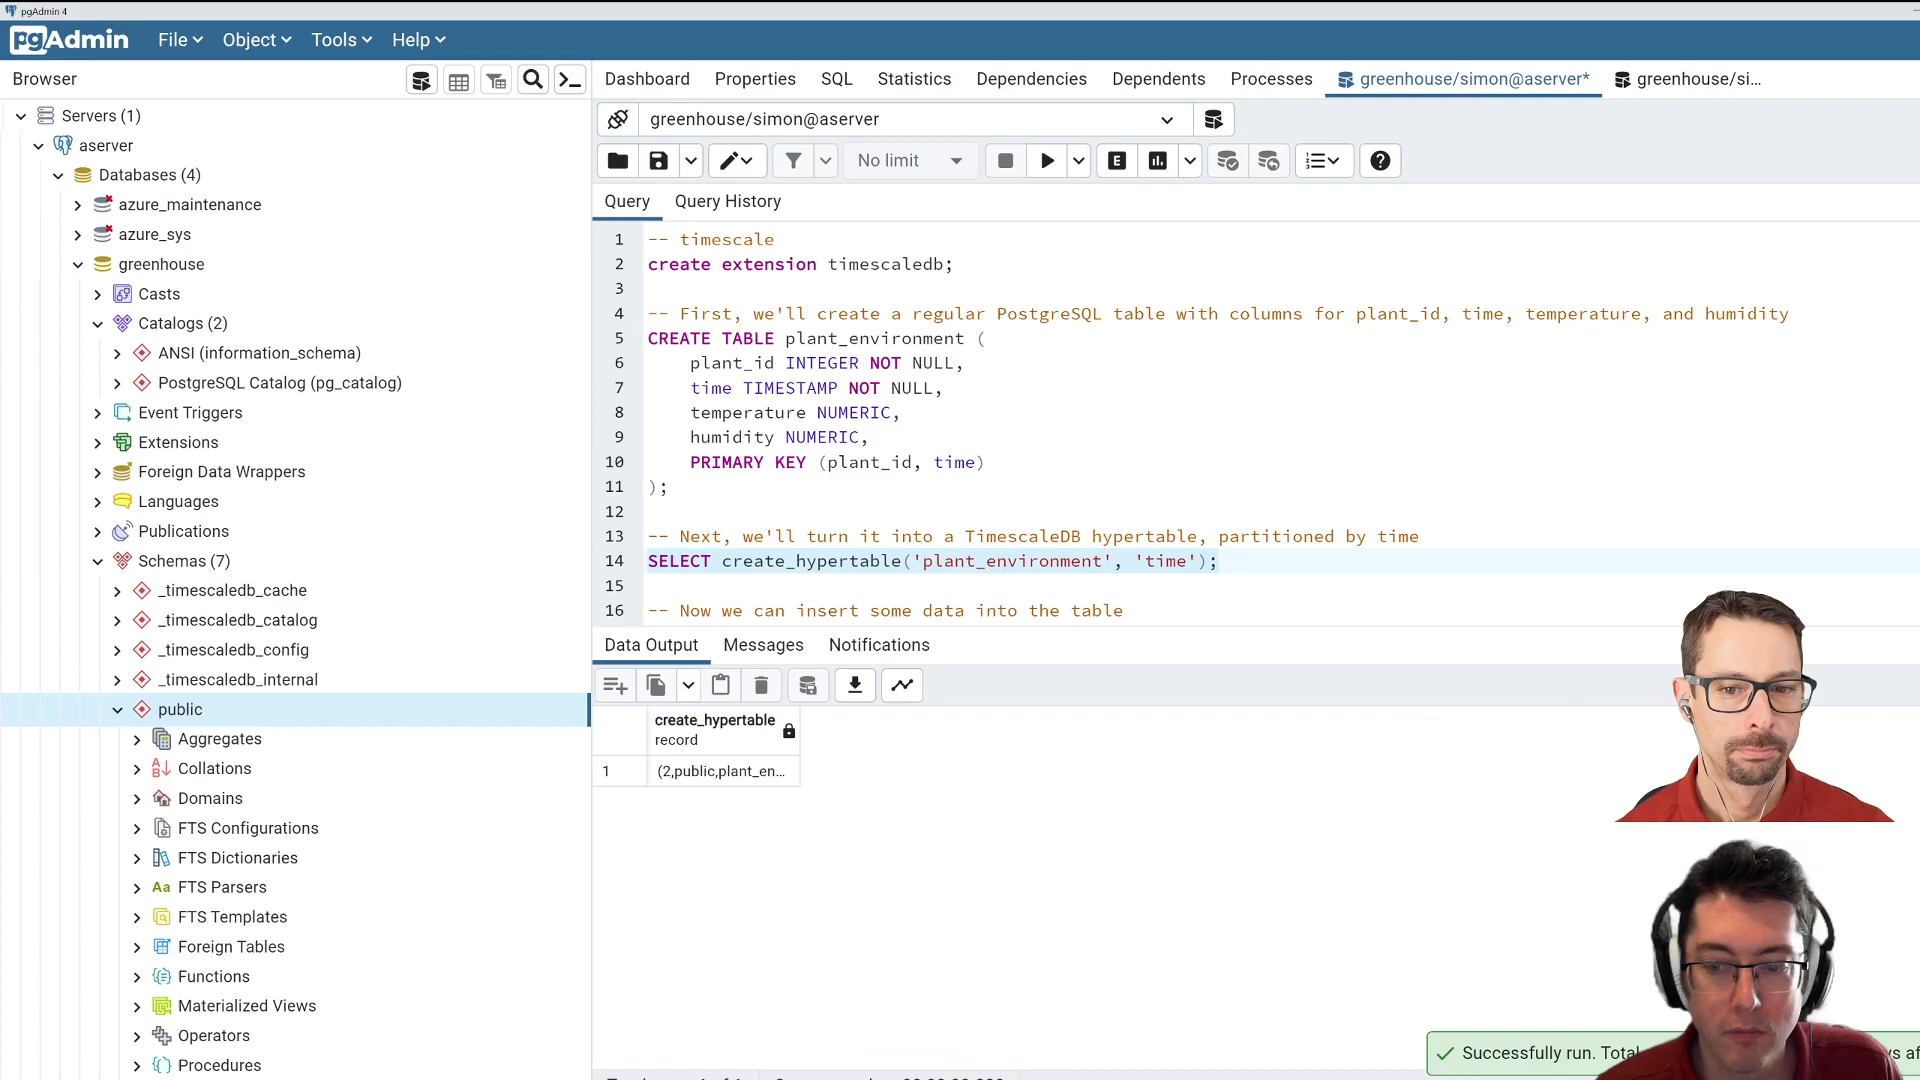 pgAdmin 4
pgAdmin
File
Object
Tools
Help
Browser
Dashboard
Properties
SQL
Statistics
Dependencies
Dependents
Processes
greenhouse/simon@aserver*
greenhouse/si...
Servers (1)
aserver
Databases (4)
azure_maintenance
azure_sys
greenhouse
Casts
Catalogs (2)
ANSI (information_schema)
PostgreSQL Catalog (pg_catalog)
Event Triggers
Extensions
Foreign Data Wrappers
Languages
Publications
Schemas (7)
_timescaledb_cache
_timescaledb_catalog
_timescaledb_config
_timescaledb_internal
public
Aggregates
Collations
Domains
FTS Configurations
FTS Dictionaries
Aa FTS Parsers
FTS Templates
Foreign Tables
Functions
Materialized Views
Operators
Procedures
greenhouse/simon@aserver
No limit
E
Query
Query History
1 -- timescale
2 create extension timescaledb;
3
4 -- First, we'll create a regular PostgreSQL table with columns for plant_id, time, temperature, and humidity
5 CREATE TABLE plant_environment (
6 plant_id INTEGER NOT NULL,
7 time TIMESTAMP NOT NULL,
8 temperature NUMERIC,
9 humidity NUMERIC,
10 PRIMARY KEY (plant_id, time)
11 );
12
13 -- Next, we'll turn it into a TimescaleDB hypertable, partitioned by time
14 SELECT create_hypertable('plant_environment', 'time');
15
16 -- Now we can insert some data into the table
Data Output
Messages
Notifications
create_hypertable
record
1 (2,public,plant_en...
Successfully run. Total